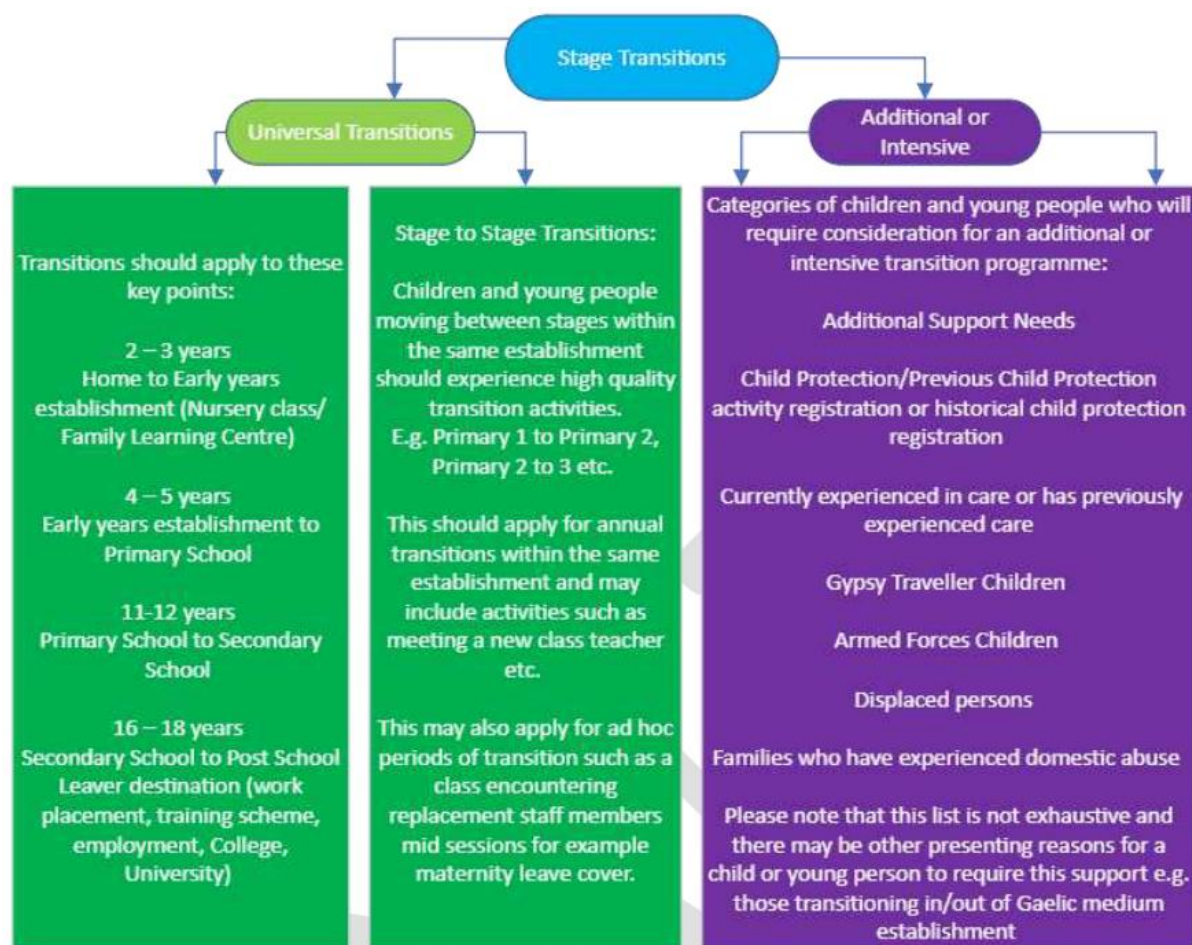 Stage Transitions
Universal Transitions
Additional or
Intensive
Transitions should apply to these
key points:
2 – 3 years
Home to Early years
establishment (Nursery class/
Family Learning Centre)
4 – 5 years
Early years establishment to
Primary School
11-12 years
Primary School to Secondary
School
16 – 18 years
Secondary School to Post School
Leaver destination (work
placement, training scheme,
employment, College,
University)
Stage to Stage Transitions:
Children and young people
moving between stages within
the same establishment
should experience high quality
transition activities.
E.g. Primary 1 to Primary 2,
Primary 2 to 3 etc.
This should apply for annual
transitions within the same
establishment and may
include activities such as
meeting a new class teacher
etc.
This may also apply for ad hoc
periods of transition such as a
class encountering
replacement staff members
mid sessions for example
maternity leave cover.
Categories of children and young people who will
require consideration for an additional or
intensive transition programme:
Additional Support Needs
Child Protection/Previous Child Protection
activity registration or historical child protection
registration
Currently experienced in care or has previously
experienced care
Gypsy Traveller Children
Armed Forces Children
Displaced persons
Families who have experienced domestic abuse
Please note that this list is not exhaustive and
there may be other presenting reasons for a
child or young person to require this support e.g.
those transitioning in/out of Gaelic medium
establishment